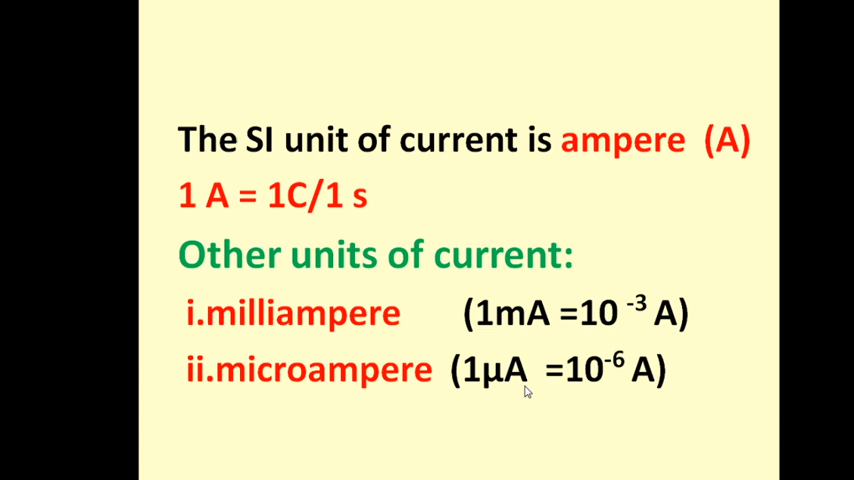 The SI unit of current is ampere (A)
1 A = 1C/1 s
Other units of current:
i.milliampere (1mA =10 ⁻³ A)
ii.microampere (1µA =10⁻⁶ A)